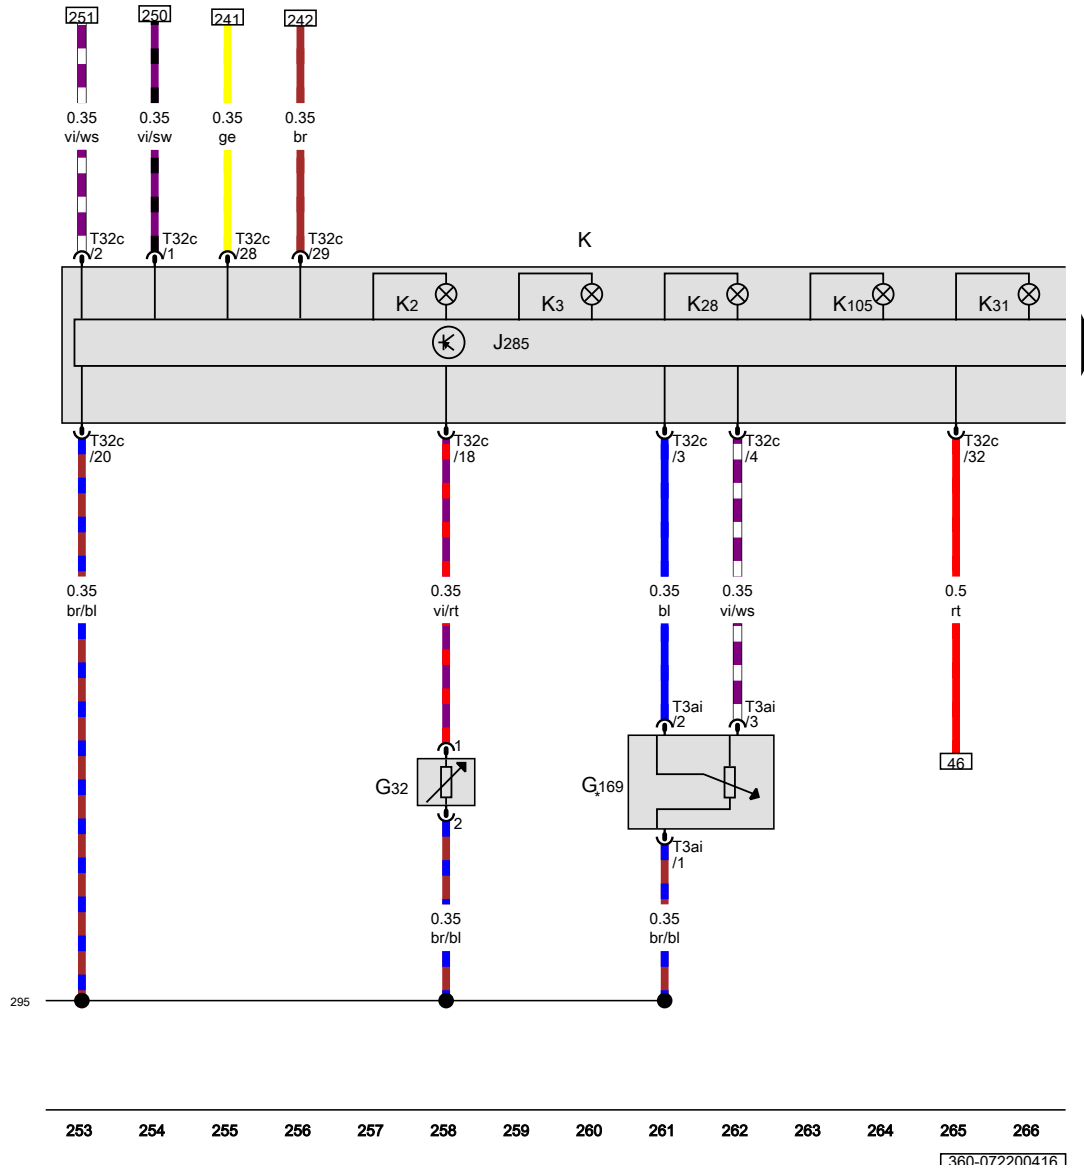 251 250 241 242
0.35 0.35 0.35 0.35
vi/ws vi/sw ge br
T32c T32c T32c T32c
/2 /1 /28 /29
K
K2 K3 K28 K105 K31
J285
T32c T32c T32c T32c T32c
/20 /18 /3 /4 /32
0.35 0.35 0.35 0.35 0.5
br/bl vi/rt bl vi/ws rt
T3ai T3ai
/2 /3
1
46
G32 G*169
2
T3ai
/1
0.35 0.35
br/bl br/bl
295
253 254 255 256 257 258 259 260 261 262 263 264 265 266
360-072200416